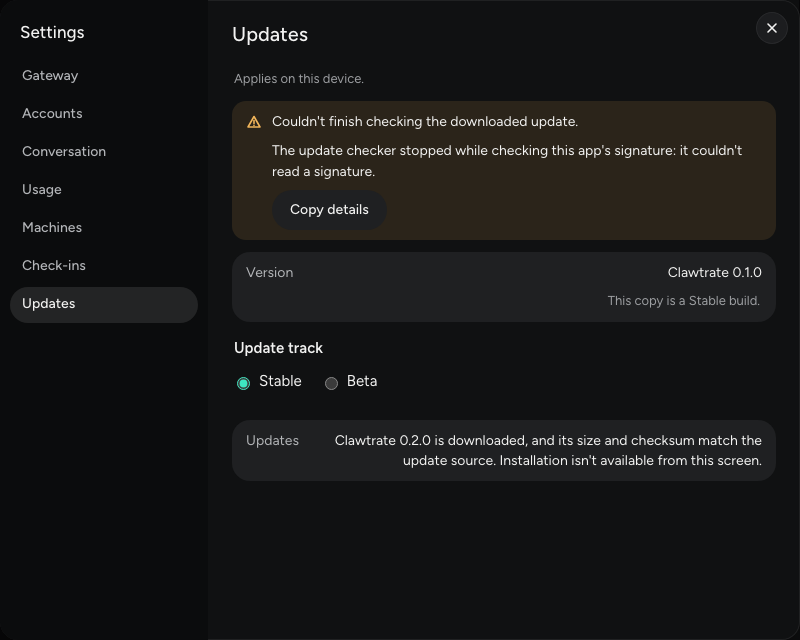 Settings
Gateway
Accounts
Conversation
Usage
Machines
Check-ins
Updates
Updates
Applies on this device.
Couldn't finish checking the downloaded update.
The update checker stopped while checking this app's signature: it couldn't
read a signature.
Copy details
Version
Clawtrate 0.1.0
This copy is a Stable build.
Update track
Stable
Beta
Updates
Clawtrate 0.2.0 is downloaded, and its size and checksum match the
update source. Installation isn't available from this screen.